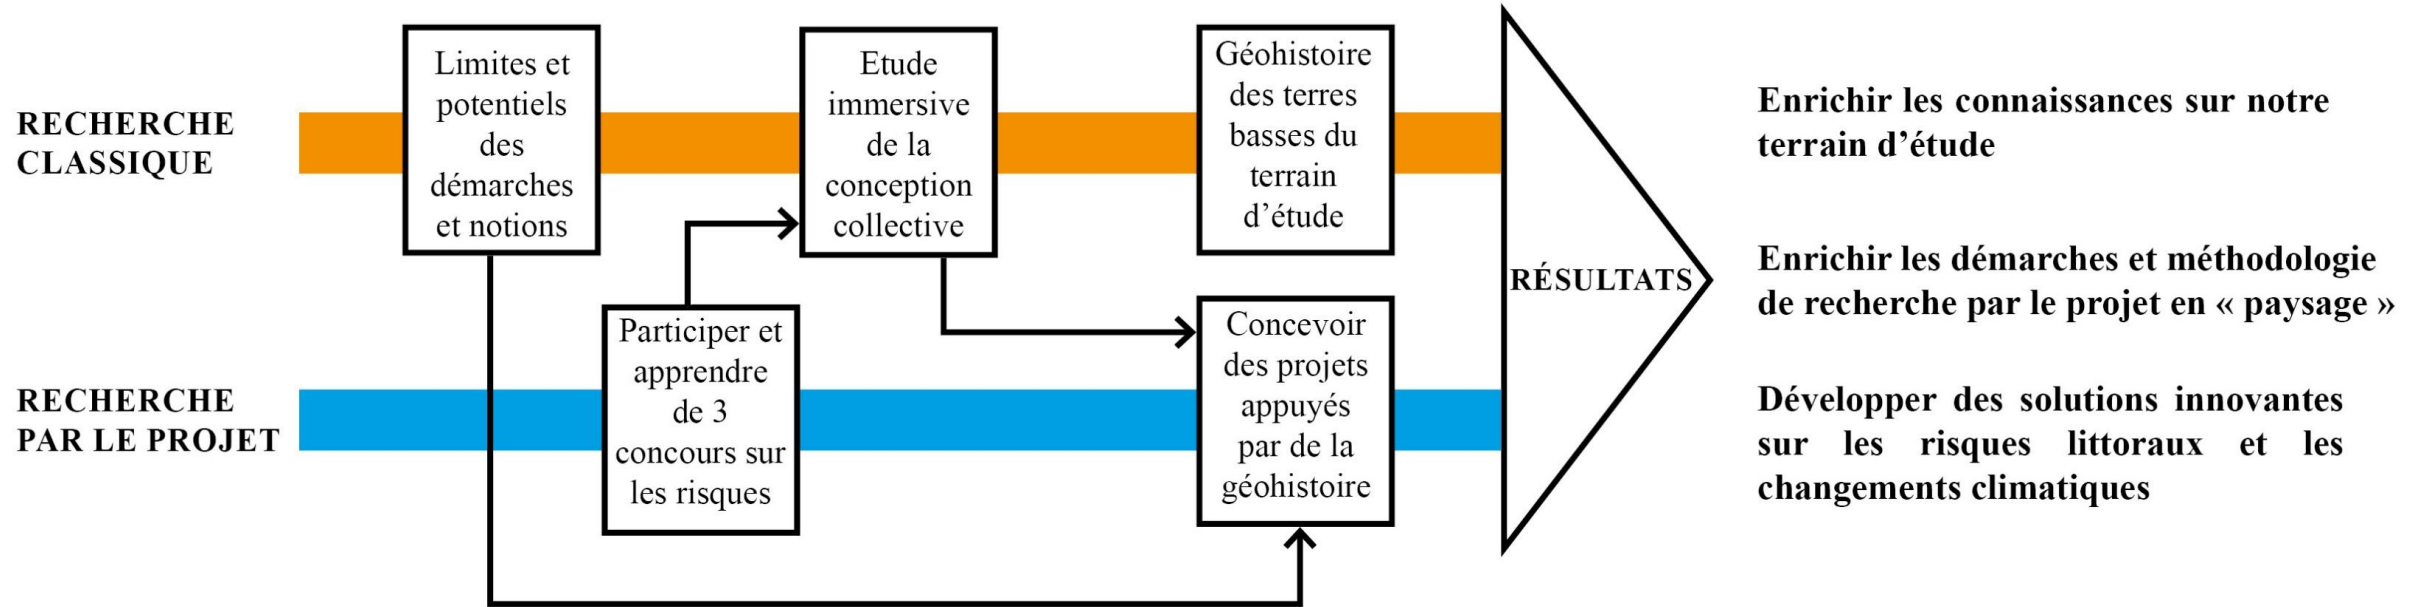 RECHERCHE
CLASSIQUE
Limites et
potentiels
des
démarches
et notions
Etude
immersive
de la
conception
collective
Géohistoire
des terres
basses du
terrain
d’étude
RECHERCHE
PAR LE PROJET
Participer et
apprendre
de 3
concours sur
les risques
Concevoir
des projets
appuyés
par de la
géohistoire
RÉSULTATS
Enrichir les connaissances sur notre
terrain d’étude
Enrichir les démarches et méthodologie
de recherche par le projet en « paysage »
Développer des solutions innovantes
sur les risques littoraux et les
changements climatiques